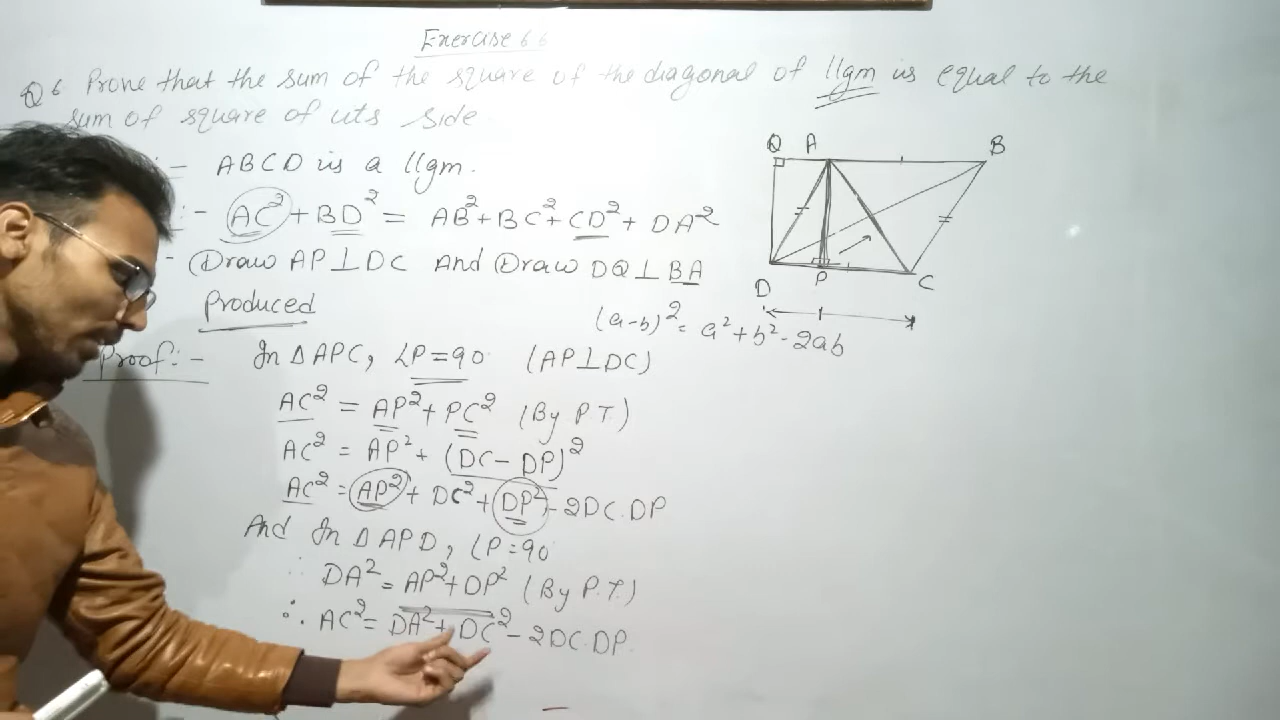 Exercise 6.6
Q6 Prove that the sum of the square of the diagonal of llgm is equal to the
sum of square of its side.
:- ABCD is a llgm.
:- AC² + BD² = AB² + BC² + CD² + DA²
- Draw AP⊥DC And Draw DQ⊥BA
Produced
Proof:- In ΔAPC, ∠P=90 (AP⊥DC)
AC² = AP² + PC² (By P.T.)
AC² = AP² + (DC - DP)²
AC² = AP² + DC² + DP² - 2DC.DP
And In ΔAPD, ∠P=90
∴ DA² = AP² + DP² (By P.T.)
∴ AC² = DA² + DC² - 2DC.DP.
Q A B
D P C
(a-b)² = a² + b² - 2ab